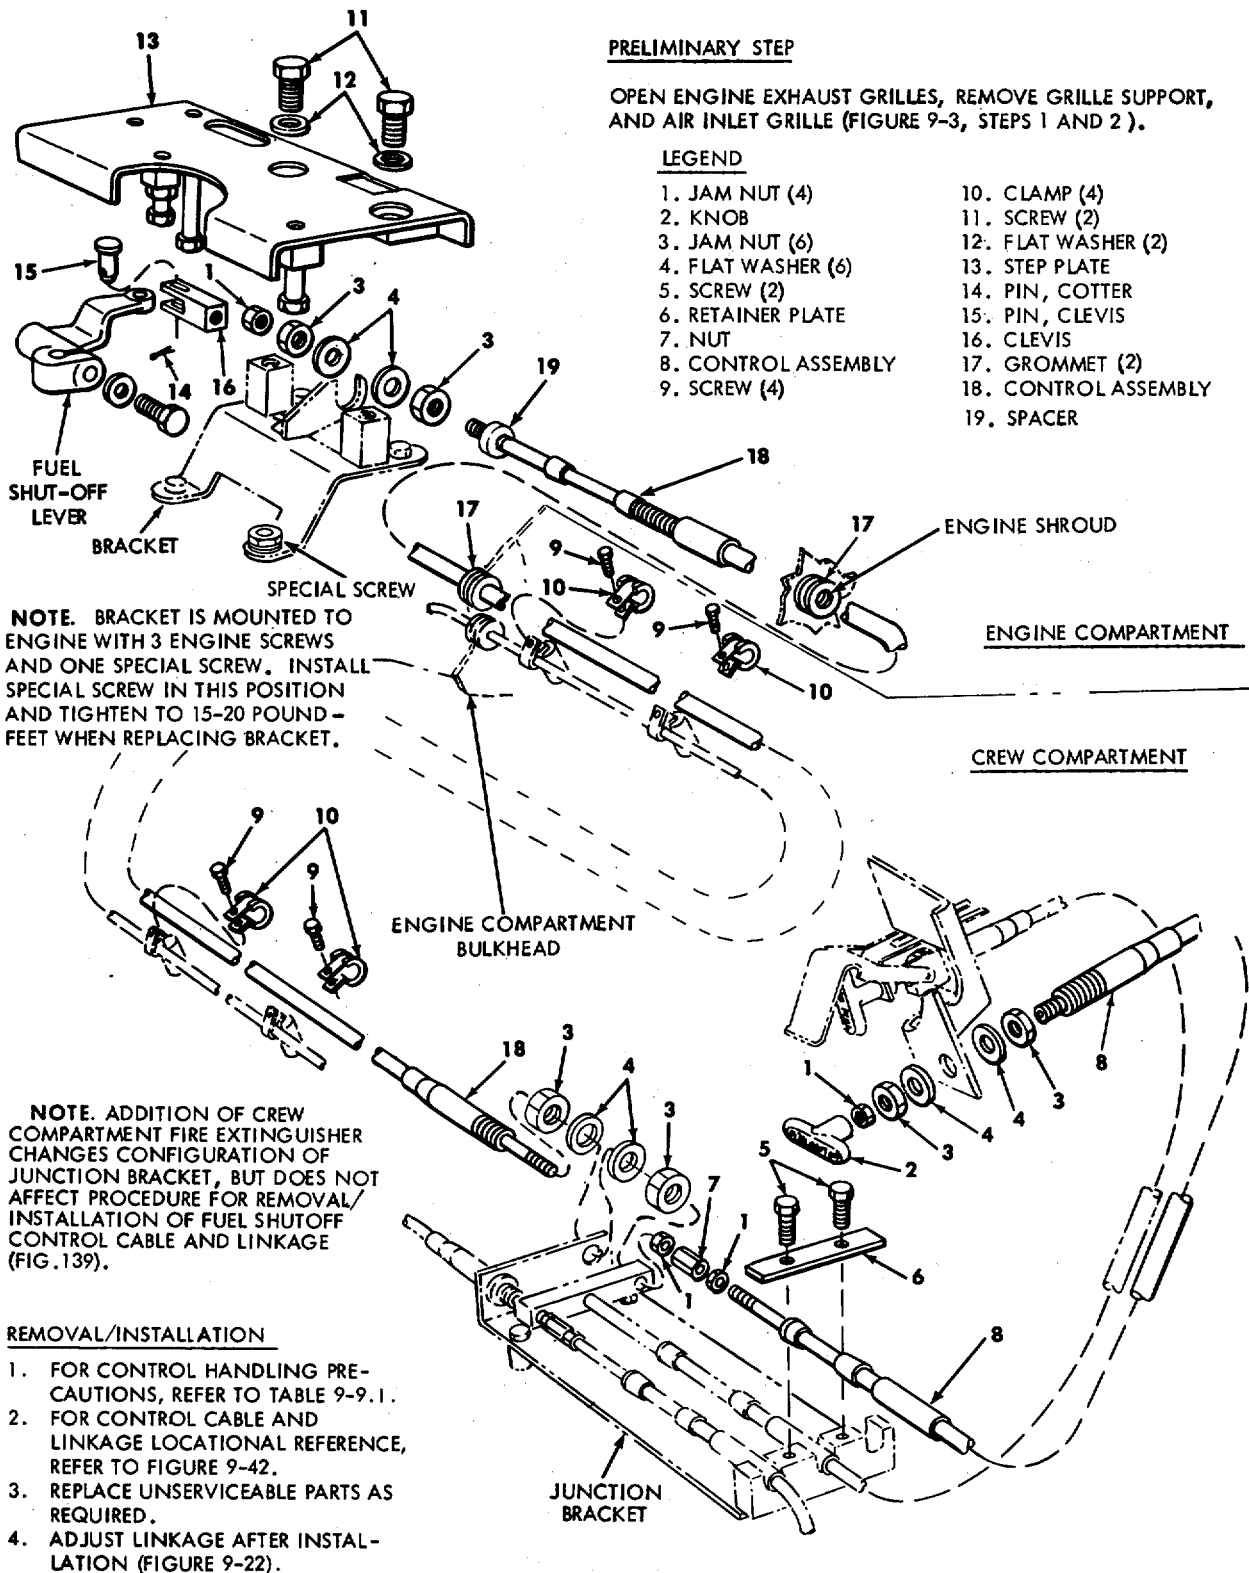 PRELIMINARY STEP
OPEN ENGINE EXHAUST GRILLES, REMOVE GRILLE SUPPORT,
AND AIR INLET GRILLE (FIGURE 9-3, STEPS 1 AND 2 ).
LEGEND
1. JAM NUT (4)
2. KNOB
3. JAM NUT (6)
4. FLAT WASHER (6)
5. SCREW (2)
6. RETAINER PLATE
7. NUT
8. CONTROL ASSEMBLY
9. SCREW (4)
10. CLAMP (4)
11. SCREW (2)
12. FLAT WASHER (2)
13. STEP PLATE
14. PIN, COTTER
15. PIN, CLEVIS
16. CLEVIS
17. GROMMET (2)
18. CONTROL ASSEMBLY
19. SPACER
11
13
12
15
1
3
4
3
19
14
16
18
FUEL
SHUT-OFF
LEVER
BRACKET
SPECIAL SCREW
17
9
10
9
10
17
ENGINE SHROUD
ENGINE COMPARTMENT
CREW COMPARTMENT
NOTE. BRACKET IS MOUNTED TO
ENGINE WITH 3 ENGINE SCREWS
AND ONE SPECIAL SCREW. INSTALL
SPECIAL SCREW IN THIS POSITION
AND TIGHTEN TO 15-20 POUND-
FEET WHEN REPLACING BRACKET.
9
10
9
ENGINE COMPARTMENT
BULKHEAD
18
3
4
3
8
3
4
1
4
3
2
5
7
1
1
6
8
NOTE. ADDITION OF CREW
COMPARTMENT FIRE EXTINGUISHER
CHANGES CONFIGURATION OF
JUNCTION BRACKET, BUT DOES NOT
AFFECT PROCEDURE FOR REMOVAL/
INSTALLATION OF FUEL SHUTOFF
CONTROL CABLE AND LINKAGE
(FIG.139).
REMOVAL/INSTALLATION
1. FOR CONTROL HANDLING PRE-
CAUTIONS, REFER TO TABLE 9-9.1.
2. FOR CONTROL CABLE AND
LINKAGE LOCATIONAL REFERENCE,
REFER TO FIGURE 9-42.
3. REPLACE UNSERVICEABLE PARTS AS
REQUIRED.
4. ADJUST LINKAGE AFTER INSTAL-
LATION (FIGURE 9-22).
JUNCTION
BRACKET